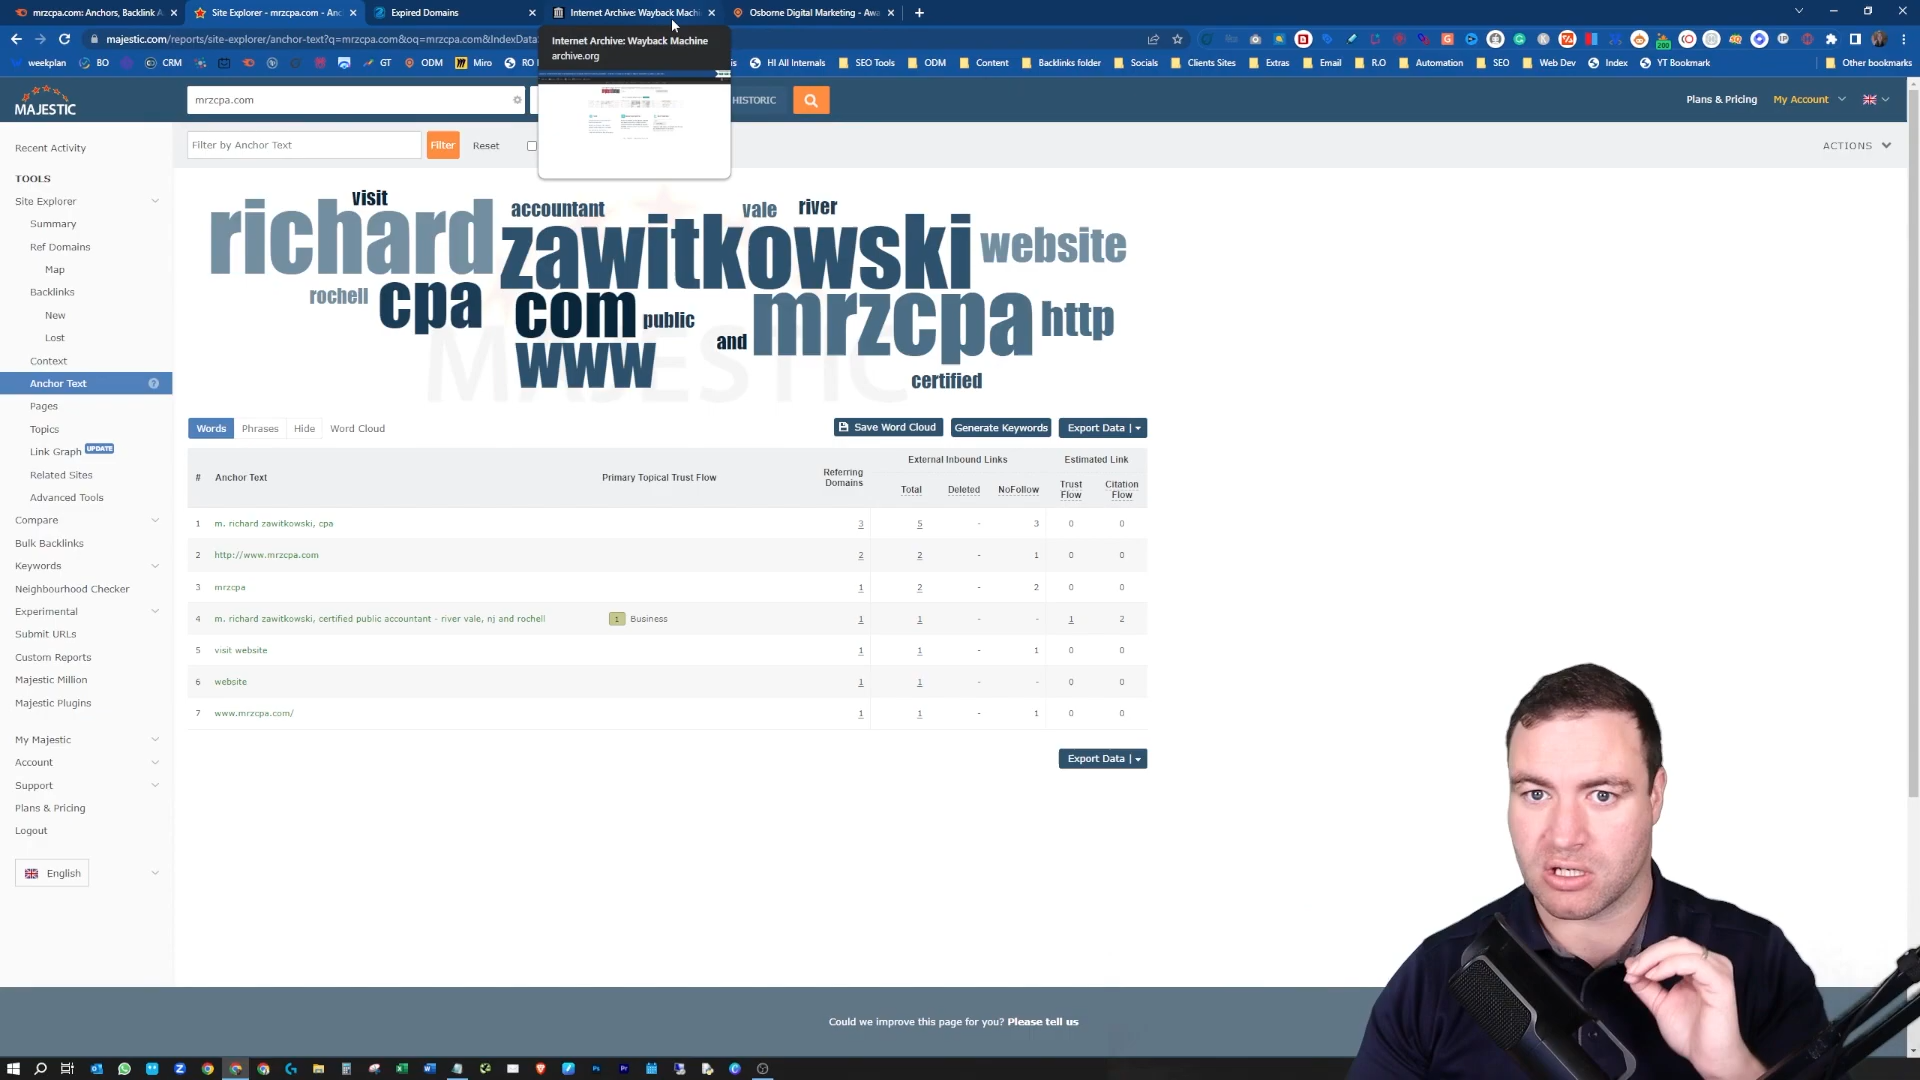 mrzcpa.com: Anchors, Backlink A
Site Explorer - mrzcpa.com - Anc
Expired Domains
Internet Archive: Wayback Machi
Osborne Digital Marketing - Awa
majestic.com/reports/site-explorer/anchor-text?q=mrzcpa.com&oq=mrzcpa.com&IndexData
Internet Archive: Wayback Machine
archive.org
weekplan
BO
CRM
GT
ODM
Miro
HI All Internals
SEO Tools
ODM
Content
Backlinks folder
Socials
Clients Sites
Extras
Email
R.O
Automation
SEO
Web Dev
Index
YT Bookmark
Other bookmarks
MAJESTIC
mrzcpa.com
HISTORIC
Plans & Pricing
My Account
Filter by Anchor Text
Filter
Reset
ACTIONS
Recent Activity
TOOLS
Site Explorer
Summary
Ref Domains
Map
Backlinks
New
Lost
Context
Anchor Text
Pages
Topics
Link Graph UPDATE
Related Sites
Advanced Tools
Compare
Bulk Backlinks
Keywords
Neighbourhood Checker
Experimental
Submit URLs
Custom Reports
Majestic Million
Majestic Plugins
My Majestic
Account
Support
Plans & Pricing
Logout
English
visit
richard
accountant
vale
river
zawitkowski
website
rochell
cpa
com
public
mrzcpa
http
and
www
certified
MAJESTIC
Words
Phrases
Hide
Word Cloud
Save Word Cloud
Generate Keywords
Export Data
# Anchor Text Primary Topical Trust Flow Referring Domains External Inbound Links Estimated Link
Total Deleted NoFollow Trust Flow Citation Flow
1 m. richard zawitkowski, cpa 3 5 - 3 0 0
2 http://www.mrzcpa.com 2 2 - 1 0 0
3 mrzcpa 1 2 - 2 0 0
4 m. richard zawitkowski, certified public accountant - river vale, nj and rochell 1 Business 1 1 - - 1 2
5 visit website 1 1 - 1 0 0
6 website 1 1 - - 0 0
7 www.mrzcpa.com/ 1 1 - 1 0 0
Export Data
Could we improve this page for you? Please tell us